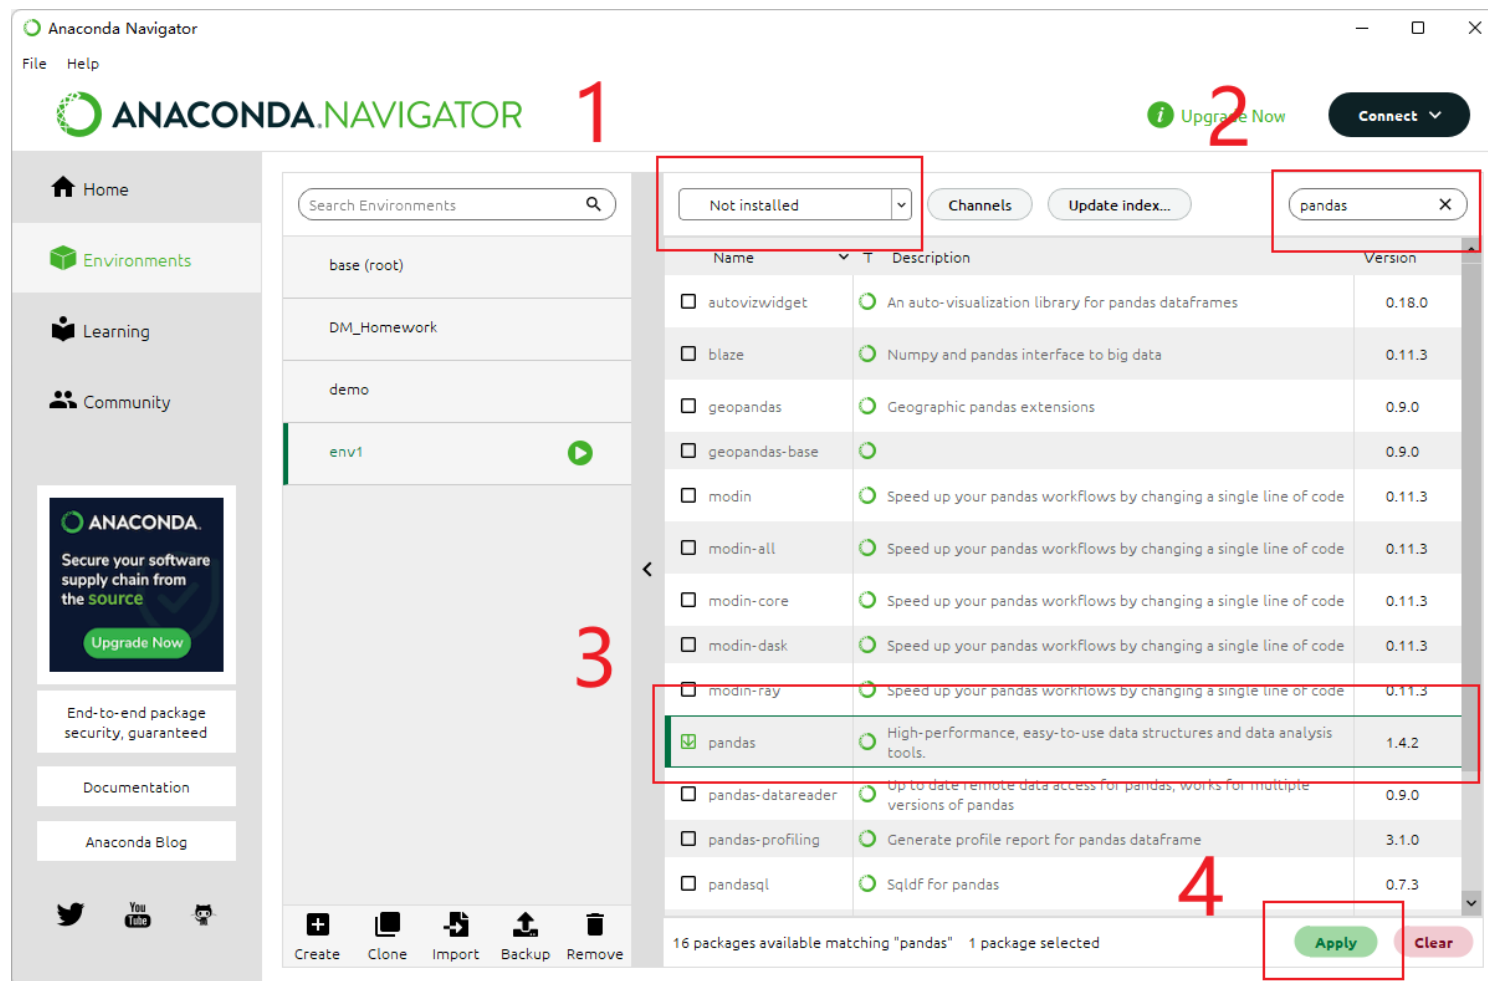 Anaconda Navigator
File Help
ANACONDA.NAVIGATOR
1
Upgrade Now
2
Connect
Home
Environments
Learning
Community
ANACONDA.
Secure your software
supply chain from
the source
Upgrade Now
End-to-end package
security, guaranteed
Documentation
Anaconda Blog
You
Tube
Search Environments
base (root)
DM_Homework
demo
env1
3
Create Clone Import Backup Remove
Not installed Channels Update index... pandas
Name T Description Version
autovizwidget An auto-visualization library for pandas dataframes 0.18.0
blaze Numpy and pandas interface to big data 0.11.3
geopandas Geographic pandas extensions 0.9.0
geopandas-base 0.9.0
modin Speed up your pandas workflows by changing a single line of code 0.11.3
modin-all Speed up your pandas workflows by changing a single line of code 0.11.3
modin-core Speed up your pandas workflows by changing a single line of code 0.11.3
modin-dask Speed up your pandas workflows by changing a single line of code 0.11.3
modin-ray Speed up your pandas workflows by changing a single line of code 0.11.3
pandas High-performance, easy-to-use data structures and data analysis
tools. 1.4.2
pandas-datareader Up to date remote data access for pandas, works for multiple
versions of pandas 0.9.0
pandas-profiling Generate profile report for pandas dataframe 3.1.0
pandasql Sqldf for pandas 0.7.3
4
16 packages available matching "pandas" 1 package selected Apply Clear